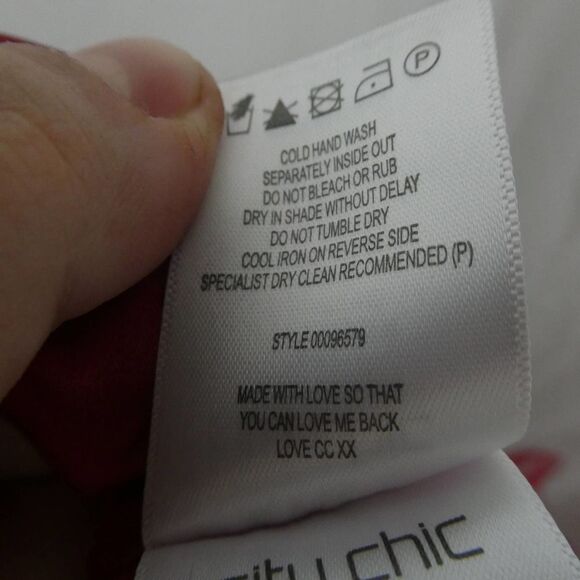 P
COLD HAND WASH
SEPARATELY INSIDE OUT
DO NOT BLEACH OR RUB
DRY IN SHADE WITHOUT DELAY
DO NOT TUMBLE DRY
COOL IRON ON REVERSE SIDE
SPECIALIST DRY CLEAN RECOMMENDED (P)
STYLE 00096579
MADE WITH LOVE SO THAT
YOU CAN LOVE ME BACK
LOVE CC XX
city chic